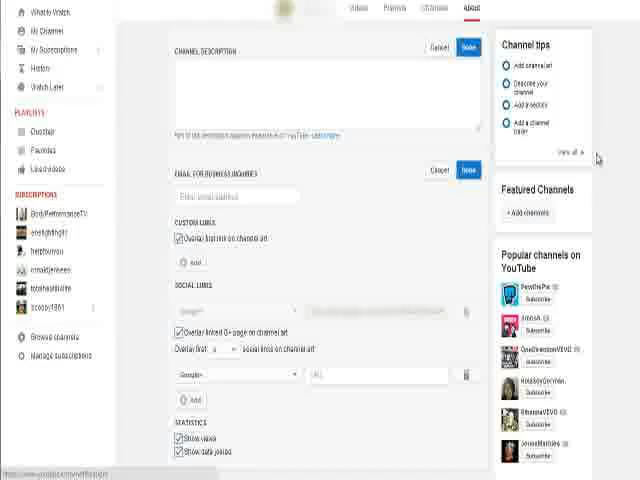 What to Watch
My Channel
My Subscriptions
History
Watch Later
PLAYLISTS
Favorites
Liked videos
SUBSCRIPTIONS
BodyPerformanceTV
scooby1961
Browse channels
Manage subscriptions
Videos
Channels
About
CHANNEL DESCRIPTION
Cancel
Done
EMAIL FOR BUSINESS INQUIRIES
Cancel
Done
Enter email address
CUSTOM LINKS
Overlay first link on channel art
Add
SOCIAL LINKS
Google+
Overlay linked G+ page on channel art
Overlay first
social links on channel art
Google+
URL
Add
STATISTICS
Show views
Show date joined
Channel tips
Add channel art
Describe your
channel
Add a section
Add a channel
trailer
View all
Featured Channels
+ Add channels
Popular channels on
YouTube
PewDiePie
Subscribe
Subscribe
OneDirectionVEVO
Subscribe
HolaSoyGerman.
Subscribe
RihannaVEVO
Subscribe
JennaMarbles
Subscribe